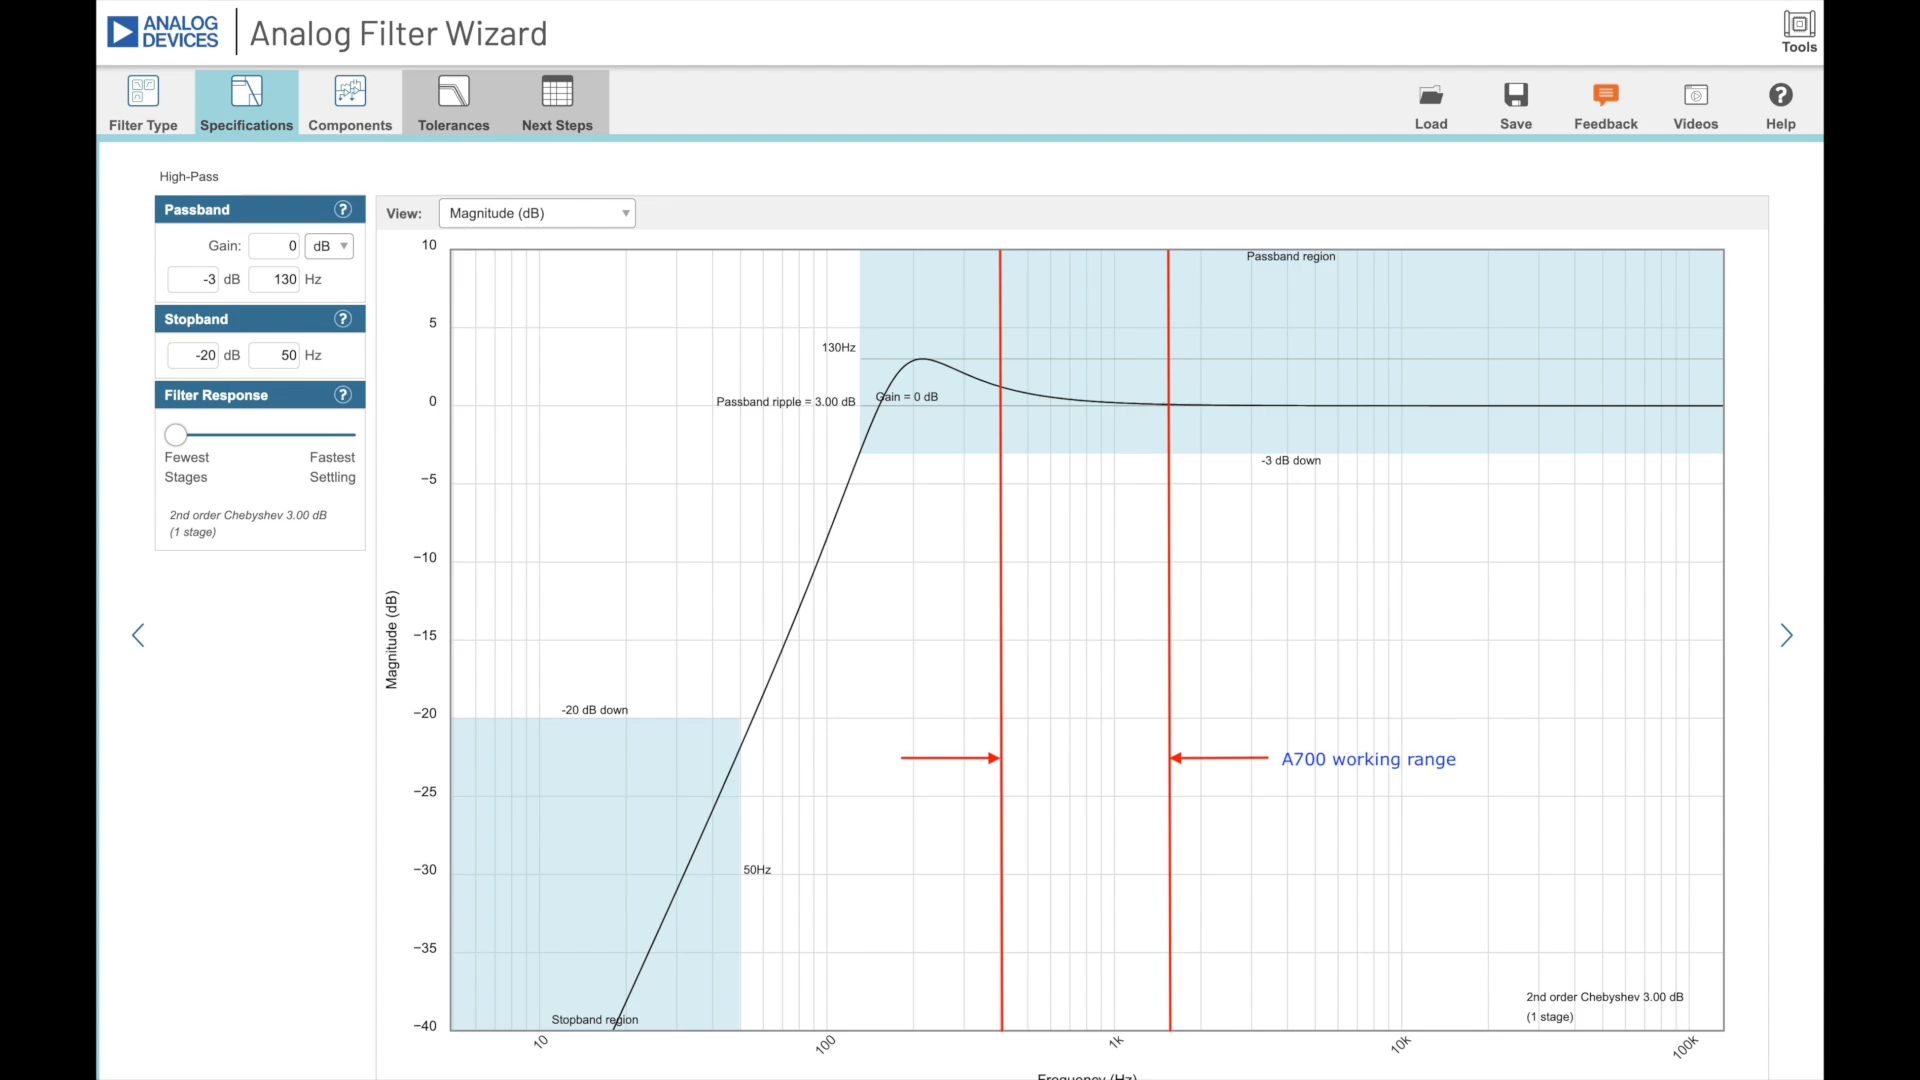 ANALOG
DEVICES
Analog Filter Wizard
Tools
Filter Type
Specifications
Components
Tolerances
Next Steps
Load
Save
Feedback
Videos
Help
High-Pass
Passband ?
Gain: 0 dB
-3 dB 130 Hz
Stopband ?
-20 dB 50 Hz
Filter Response ?
Fewest
Stages
Fastest
Settling
2nd order Chebyshev 3.00 dB
(1 stage)
View: Magnitude (dB)
10
5
0
−5
−10
−15
−20
−25
−30
−35
−40
Magnitude (dB)
Passband region
130Hz
Passband ripple = 3.00 dB
Gain = 0 dB
-3 dB down
-20 dB down
A700 working range
50Hz
Stopband region
2nd order Chebyshev 3.00 dB
(1 stage)
10
100
1k
10k
100k
Frequency (Hz)